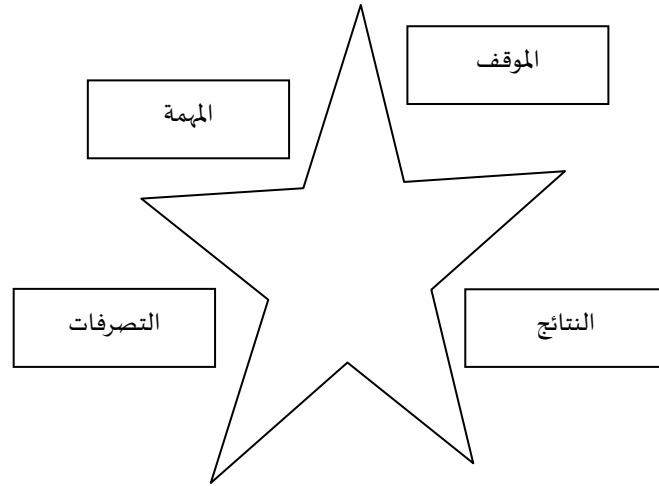 الموقف
المهمة
النتائج
التصرفات